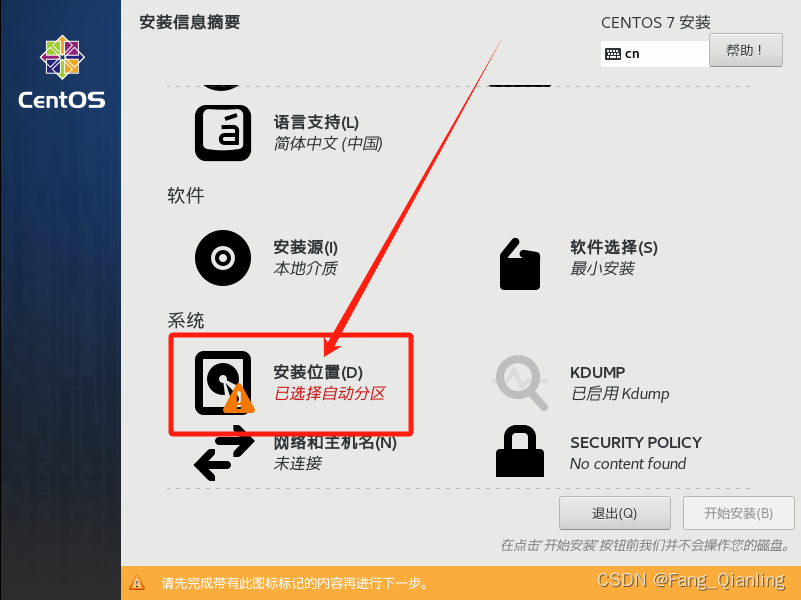 安装信息摘要
CENTOS 7 安装
cn
帮助！
CentOS
语言支持(L)
简体中文 (中国)
软件
安装源(I)
本地介质
软件选择(S)
最小安装
系统
安装位置(D)
已选择自动分区
KDUMP
已启用 Kdump
网络和主机名(N)
未连接
SECURITY POLICY
No content found
退出(Q)
开始安装(B)
在点击“开始安装”按钮前我们并不会操作您的磁盘。
请先完成带有此图标标记的内容再进行下一步。
CSDN @Fang_Qianling